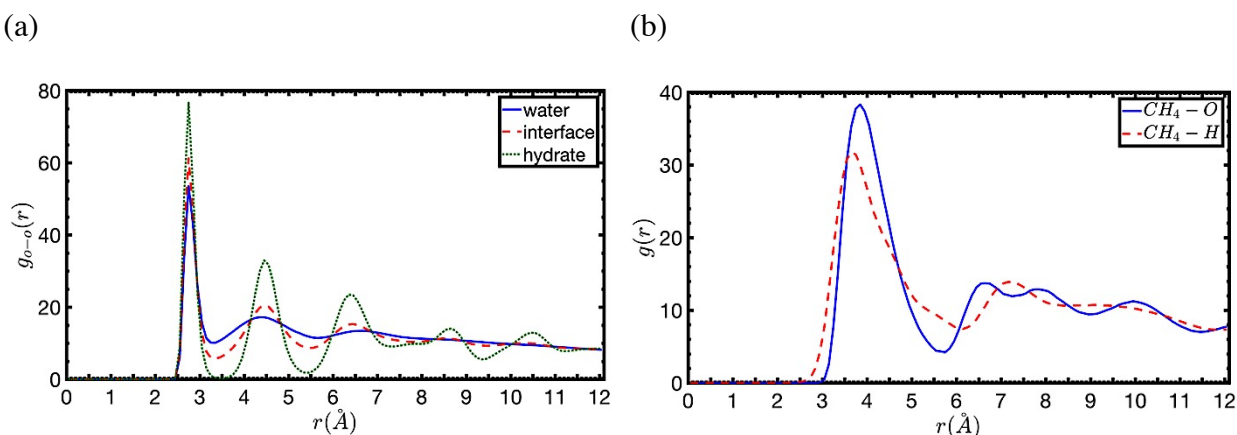 (a)
(b)
80
60
40
20
0
g_{o-o}(r)
0 1 2 3 4 5 6 7 8 9 10 11 12
r(Å)
water
interface
hydrate
40
30
20
10
0
g(r)
0 1 2 3 4 5 6 7 8 9 10 11 12
r(Å)
CH₄ – O
CH₄ – H